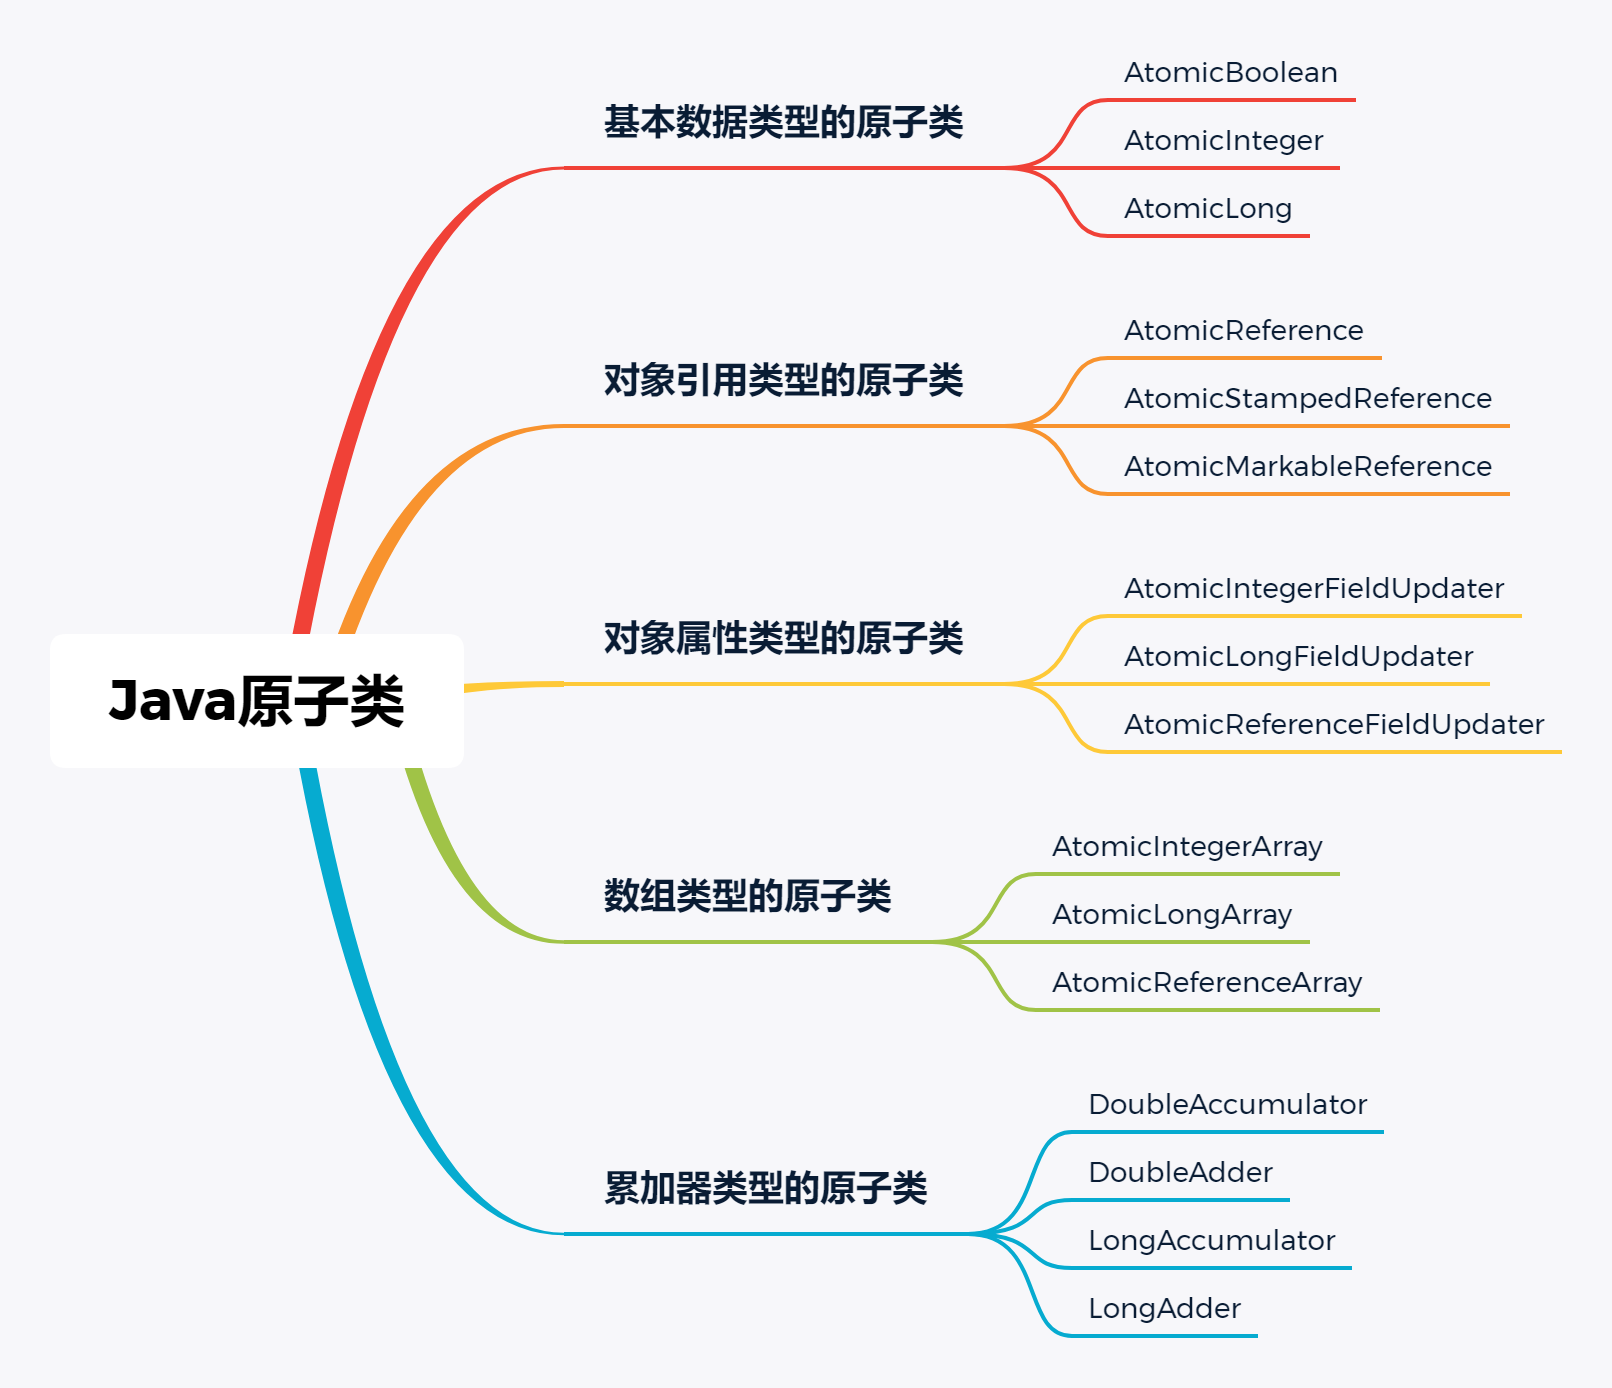 Java原子类
基本数据类型的原子类
AtomicBoolean
AtomicInteger
AtomicLong
对象引用类型的原子类
AtomicReference
AtomicStampedReference
AtomicMarkableReference
对象属性类型的原子类
AtomicIntegerFieldUpdater
AtomicLongFieldUpdater
AtomicReferenceFieldUpdater
数组类型的原子类
AtomicIntegerArray
AtomicLongArray
AtomicReferenceArray
累加器类型的原子类
DoubleAccumulator
DoubleAdder
LongAccumulator
LongAdder